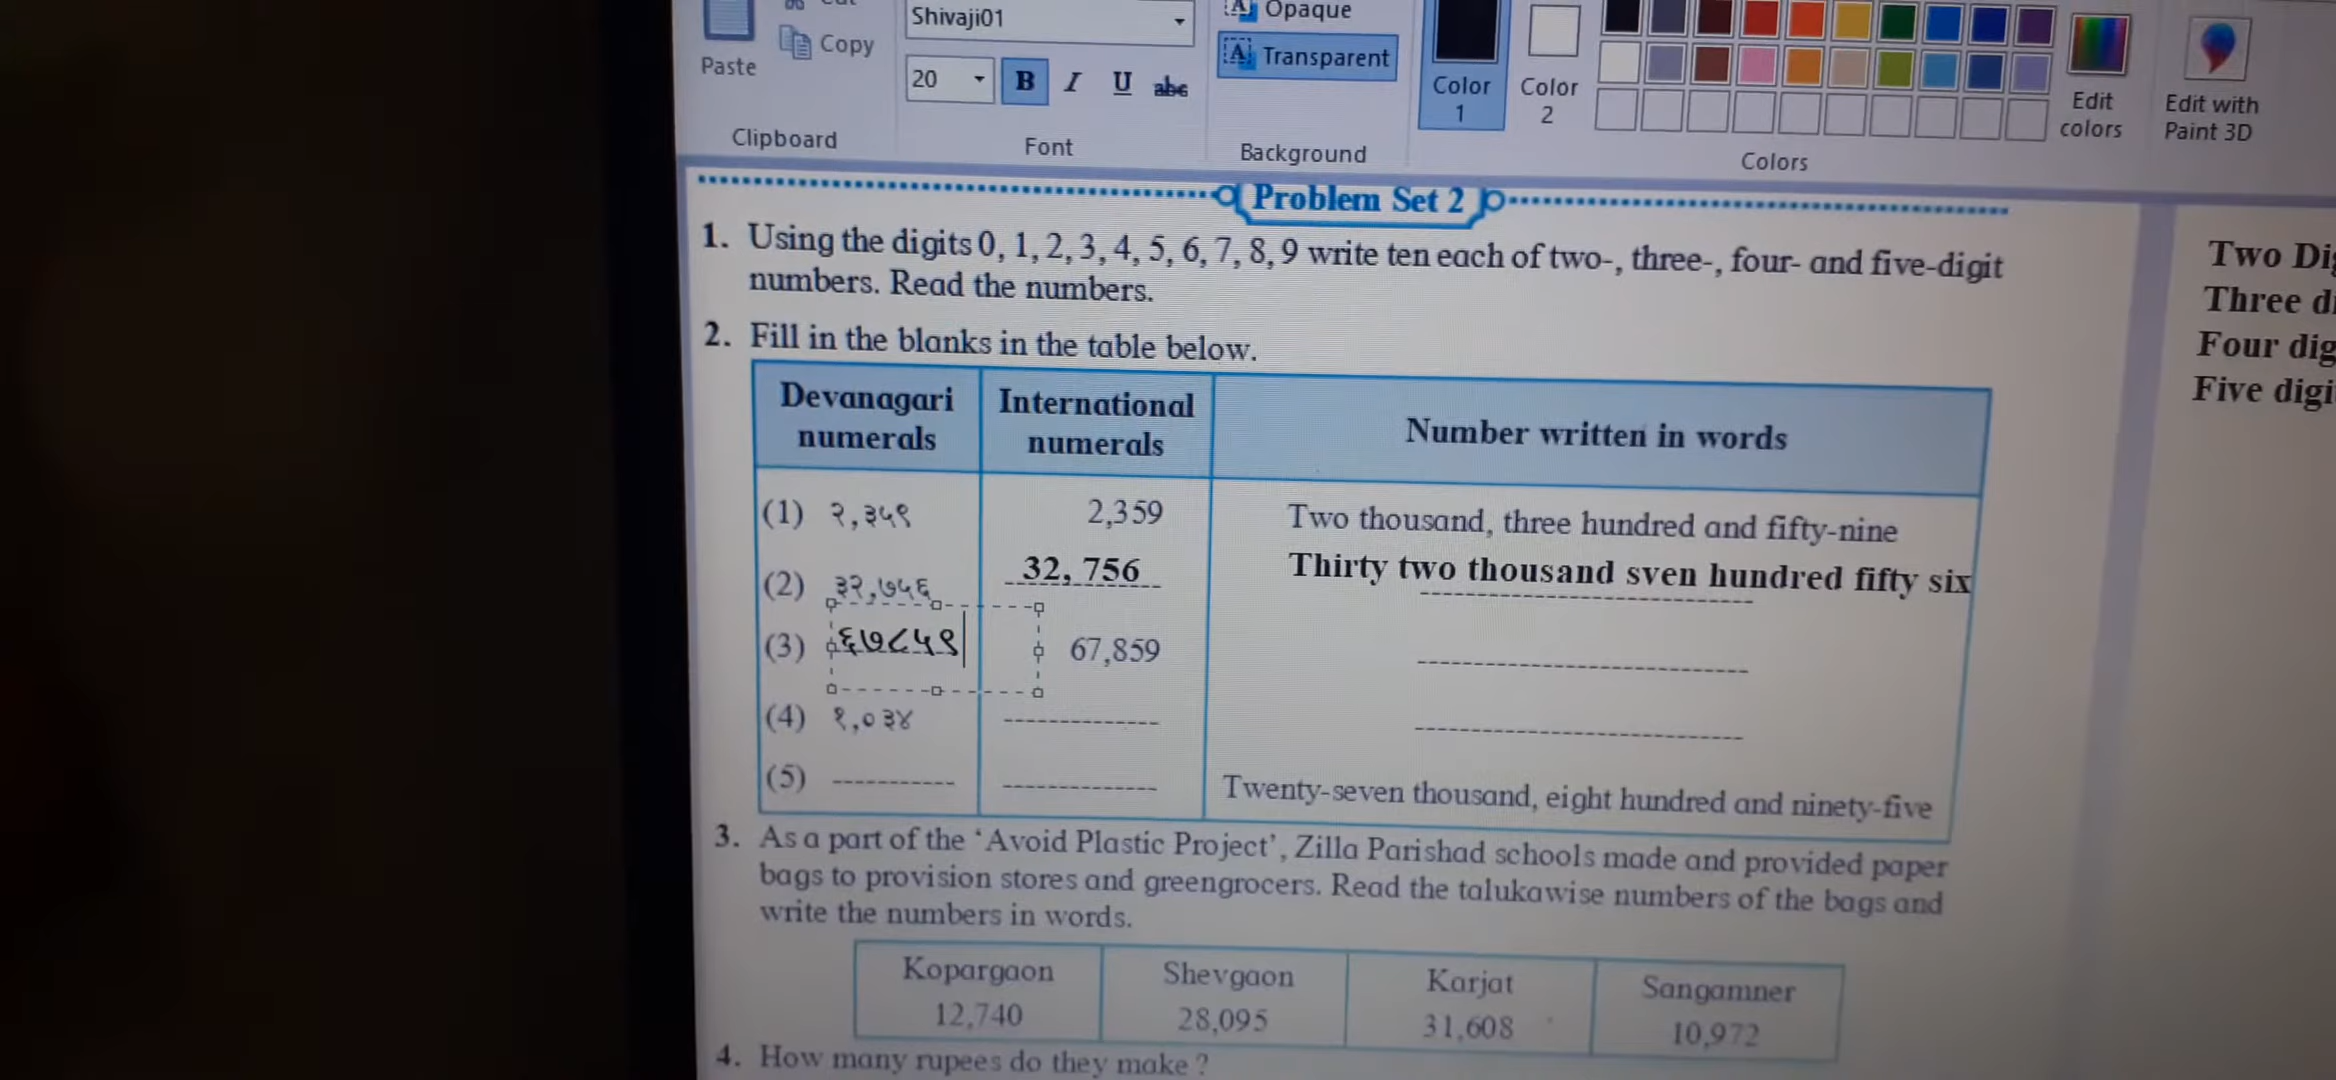 Shivaji01
Opaque
Paste
Copy
20
B I U abc
Transparent
Color 1
Color 2
Edit colors
Edit with Paint 3D
Clipboard
Font
Background
Colors
Problem Set 2
1. Using the digits 0, 1, 2, 3, 4, 5, 6, 7, 8, 9 write ten each of two-, three-, four- and five-digit
numbers. Read the numbers.
2. Fill in the blanks in the table below.
Devanagari numerals
International numerals
Number written in words
(1) २,३५९ 2,359 Two thousand, three hundred and fifty-nine
(2) ३२,७५६ 32, 756 Thirty two thousand sven hundred fifty six
(3) ६७८५९ 67,859
(4) १,०३४
(5) Twenty-seven thousand, eight hundred and ninety-five
3. As a part of the ‘Avoid Plastic Project’, Zilla Parishad schools made and provided paper
bags to provision stores and greengrocers. Read the talukawise numbers of the bags and
write the numbers in words.
Kopargaon Shevgaon Karjat Sangamner
12,740 28,095 31,608 10,972
4. How many rupees do they make ?
Two
Three
Four
Five